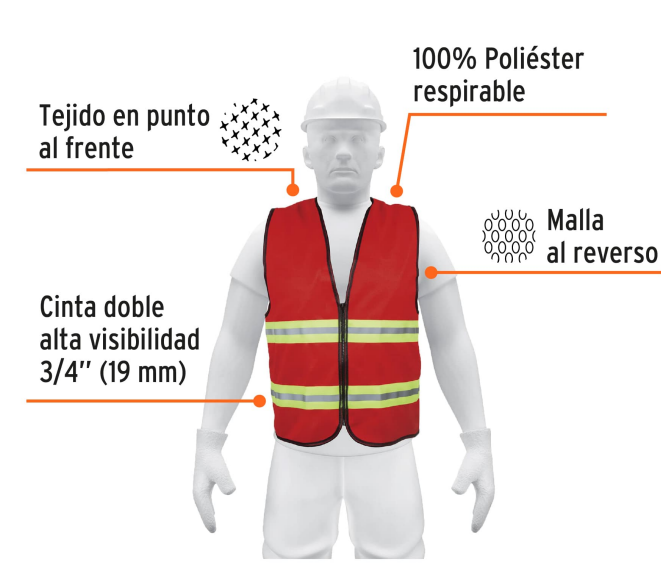 100% Poliéster
respirable
Tejido en punto
al frente
Malla
al reverso
Cinta doble
alta visibilidad
3/4" (19 mm)